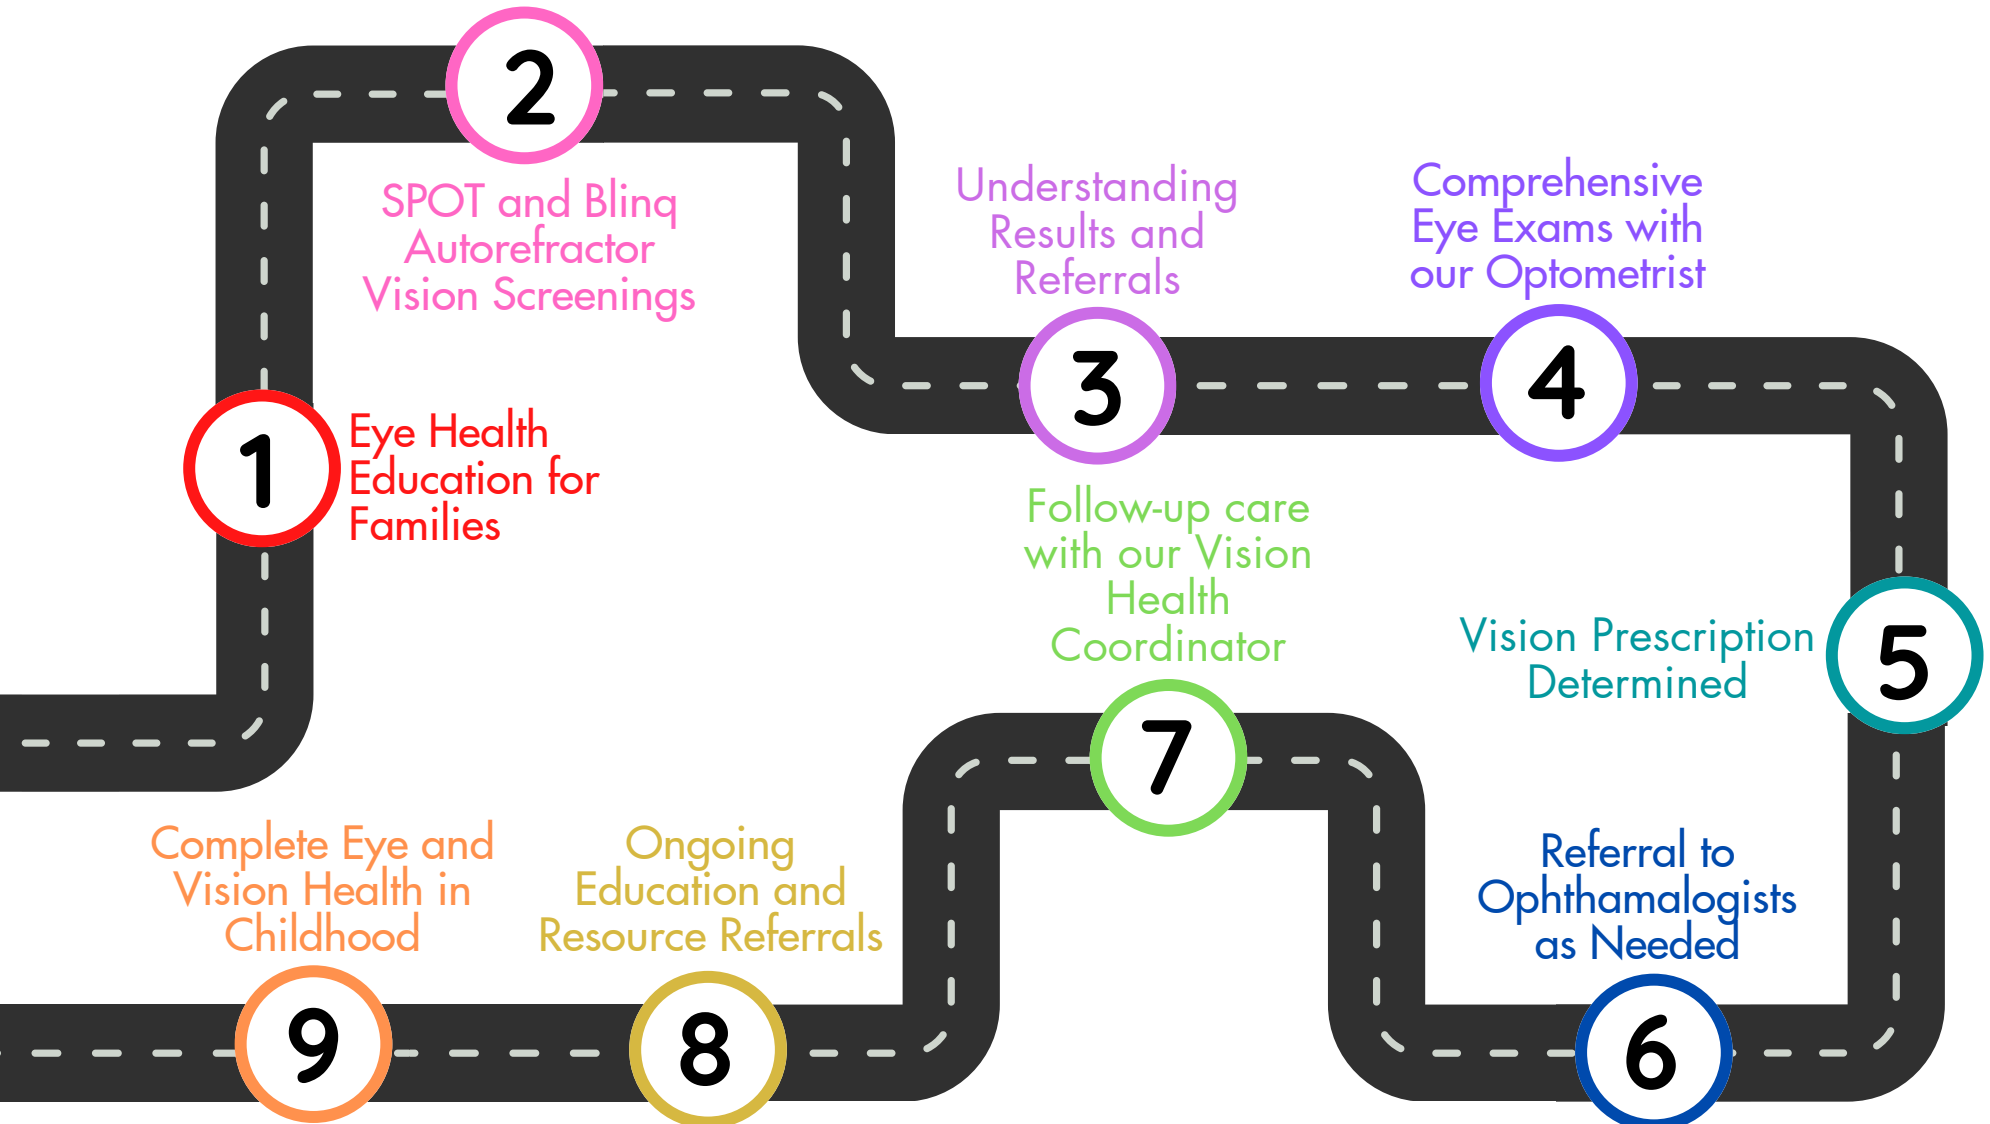 1
Eye Health
Education for
Families
2
SPOT and Blinq
Autorefractor
Vision Screenings
3
Understanding
Results and
Referrals
4
Comprehensive
Eye Exams with
our Optometrist
5
Vision Prescription
Determined
6
Referral to
Ophthamalogists
as Needed
7
Follow-up care
with our Vision
Health
Coordinator
8
Ongoing
Education and
Resource Referrals
9
Complete Eye and
Vision Health in
Childhood